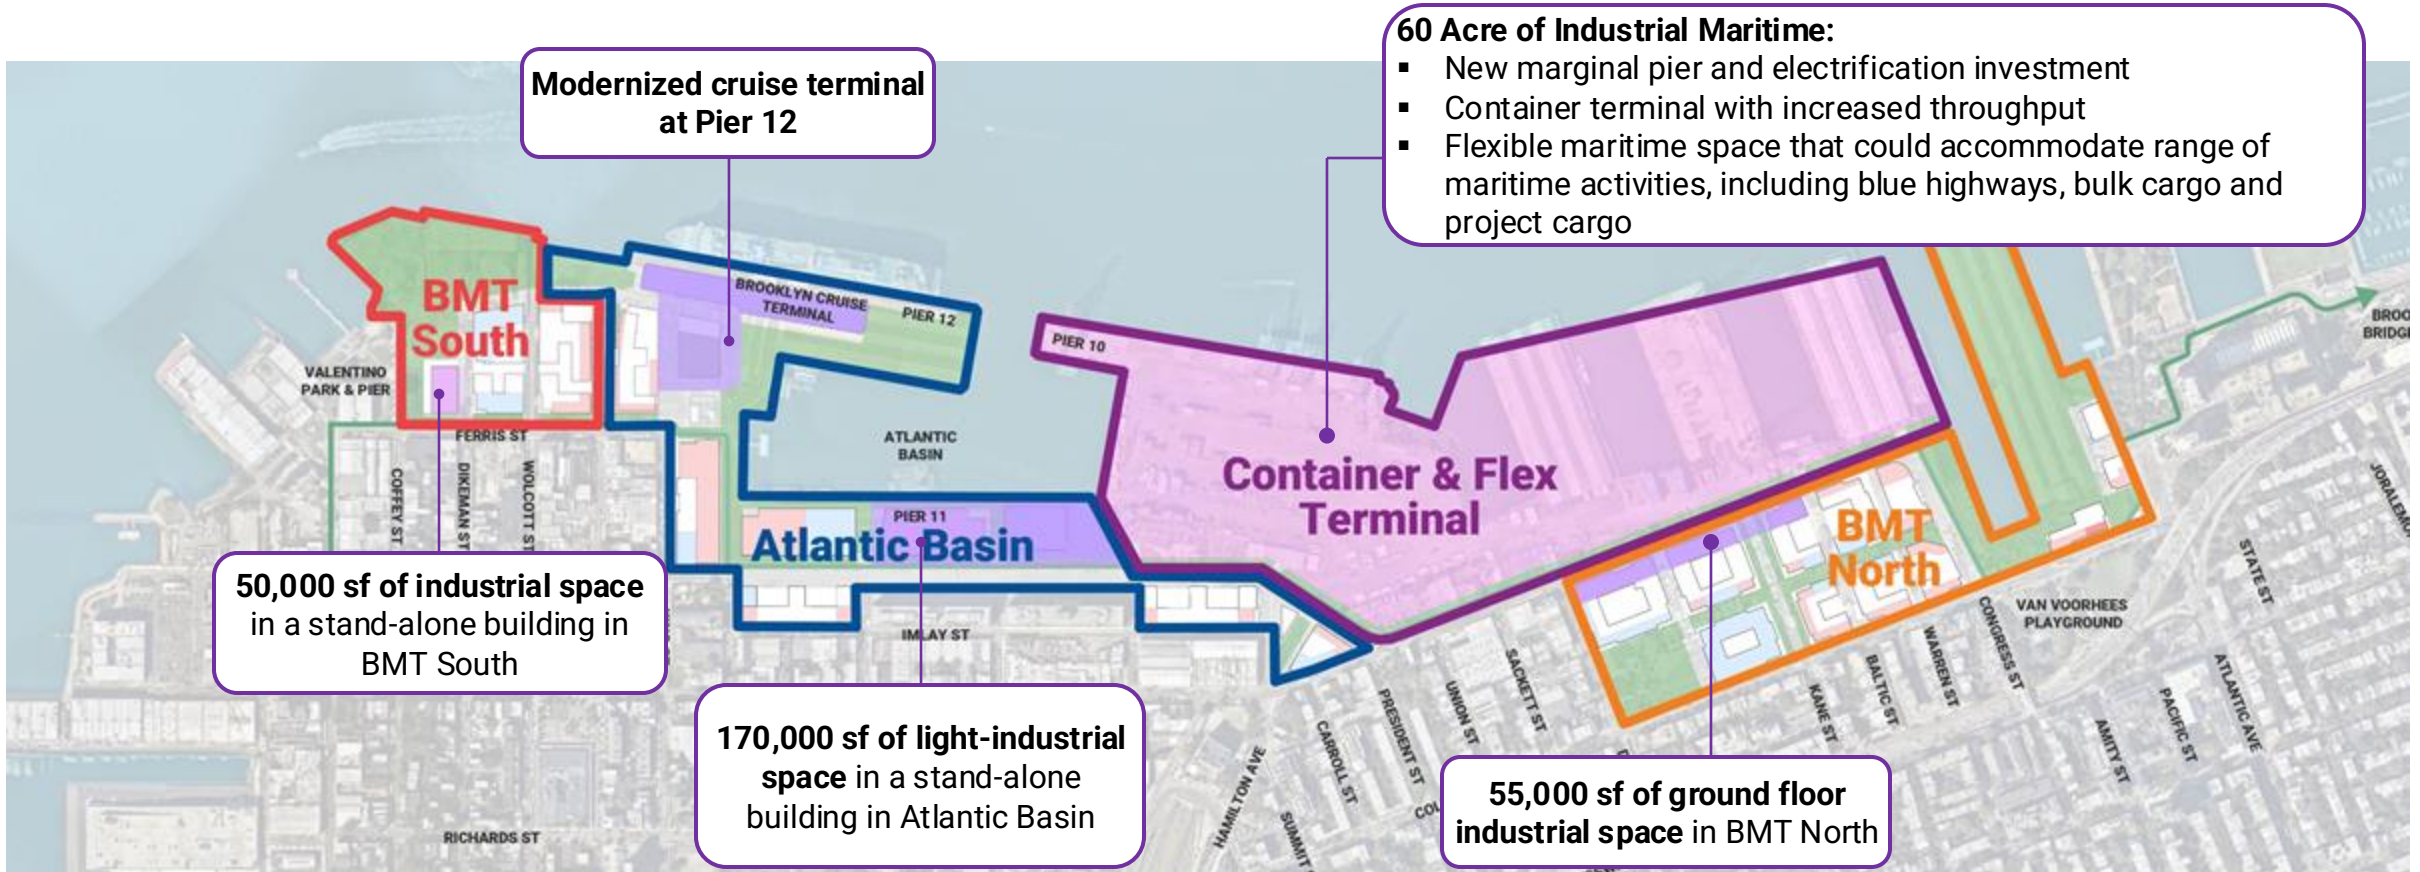 60 Acre of Industrial Maritime:
▪ New marginal pier and electrification investment
▪ Container terminal with increased throughput
▪ Flexible maritime space that could accommodate range of
maritime activities, including blue highways, bulk cargo and
project cargo
Modernized cruise terminal
at Pier 12
BMT
South
BROOKLYN CRUISE
TERMINAL
PIER 12
PIER 10
VALENTINO
PARK & PIER
FERRIS ST
COFFEY ST
DIKEMAN ST
WOLCOTT ST
ATLANTIC
BASIN
PIER 11
Atlantic Basin
Container & Flex
Terminal
BMT
North
BRIDGE
STATE ST
VAN VOORHEES
PLAYGROUND
IMLAY ST
50,000 sf of industrial space
in a stand-alone building in
BMT South
170,000 sf of light-industrial
space in a stand-alone
building in Atlantic Basin
55,000 sf of ground floor
industrial space in BMT North
RICHARDS ST
HAMILTON AVE
SUMMIT
CARROLL ST
PRESIDENT ST
UNION ST
SACKETT ST
KANE ST
BALTIC ST
WARREN ST
CONGRESS ST
AMITY ST
PACIFIC ST
ATLANTIC AVE